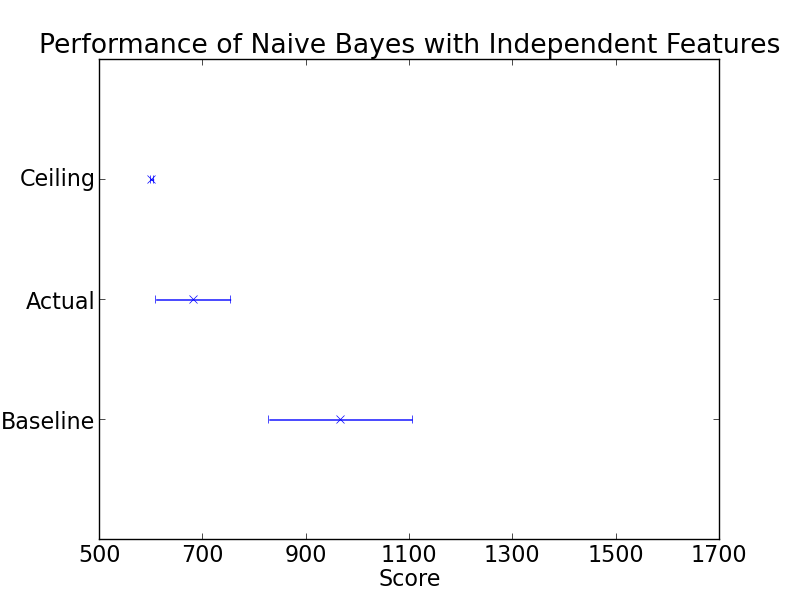 Performance of Naive Bayes with Independent Features
Ceiling
Actual
Baseline
500 700 900 1100 1300 1500 1700
Score